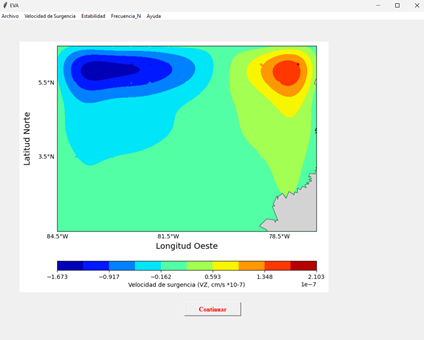 EVA
Archivo Velocidad de Surgencia Estabilidad Frecuencia_N Ayuda
5.5°N
Latitud Norte
3.5°N
84.5°W 81.5°W 78.5°W
Longitud Oeste
-1.673 -0.917 -0.162 0.593 1.348 2.103
Velocidad de surgencia (VZ, cm/s *10-7) 1e-7
Continuar